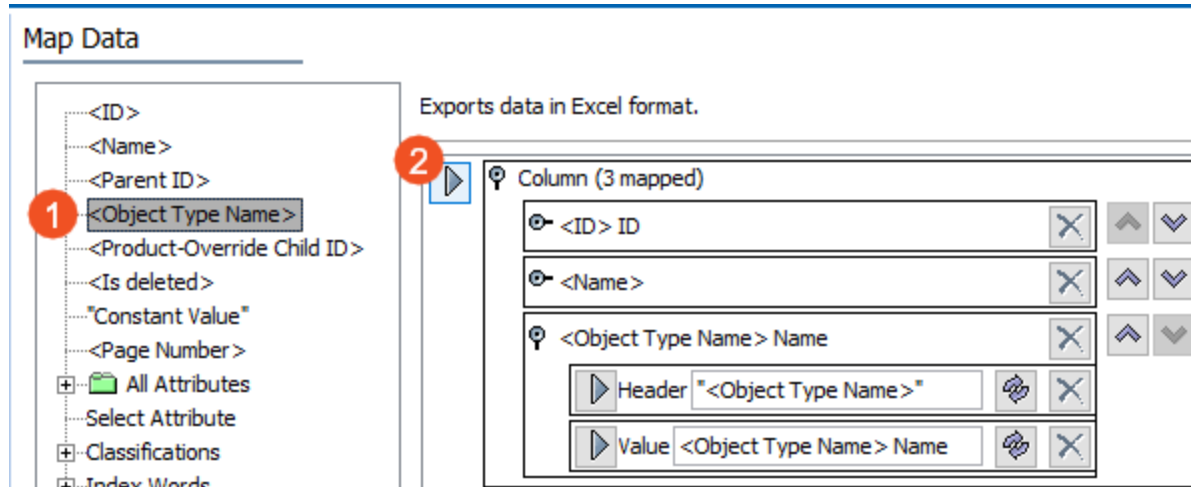 Map Data
<ID>
<Name>
<Parent ID>
1
<Object Type Name>
<Product-Override Child ID>
<Is deleted>
"Constant Value"
<Page Number>
All Attributes
Select Attribute
Classifications
Index Words
Exports data in Excel format.
2
Column (3 mapped)
<ID> ID
<Name>
<Object Type Name> Name
Header "<Object Type Name>"
Value <Object Type Name> Name